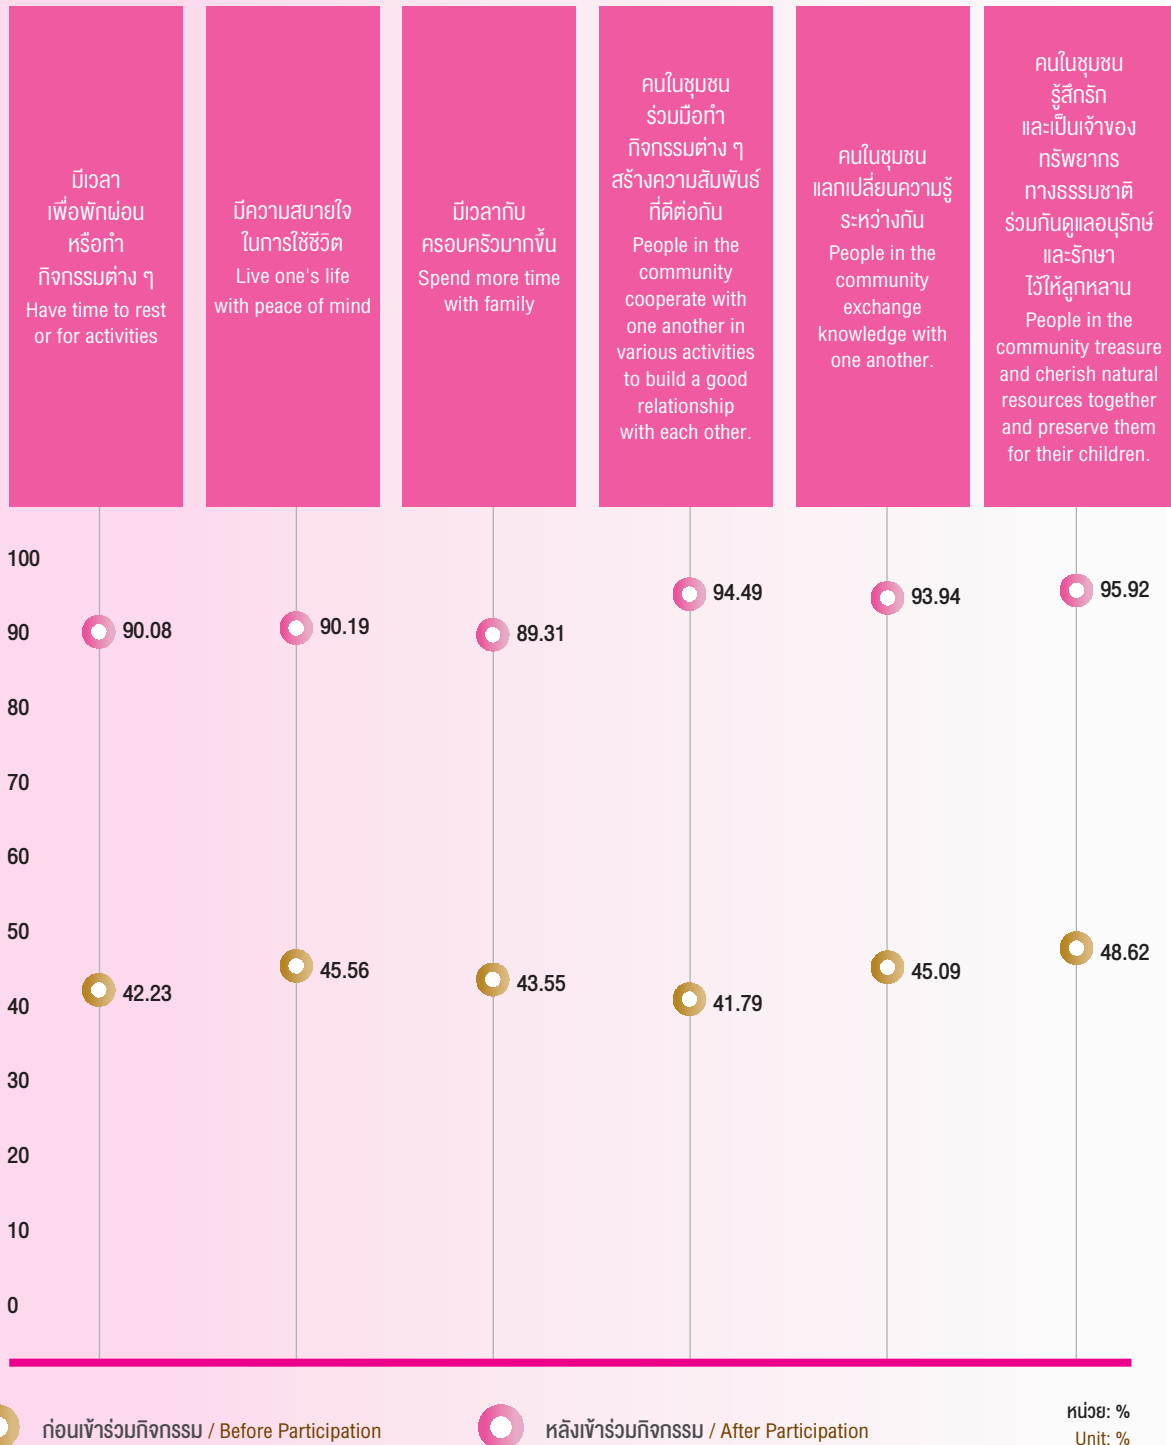 มีเวลา
เพื่อพักผ่อน
หรือทำ
กิจกรรมต่าง ๆ
Have time to rest
or for activities
มีความสบายใจ
ในการใช้ชีวิต
Live one's life
with peace of mind
มีเวลากับ
ครอบครัวมากขึ้น
Spend more time
with family
คนในชุมชน
ร่วมมือทำ
กิจกรรมต่าง ๆ
สร้างความสัมพันธ์
ที่ดีต่อกัน
People in the
community
cooperate with
one another in
various activities
to build a good
relationship
with each other.
คนในชุมชน
แลกเปลี่ยนความรู้
ระหว่างกัน
People in the
community
exchange
knowledge with
one another.
คนในชุมชน
รู้สึกรัก
และเป็นเจ้าของ
ทรัพยากร
ทางธรรมชาติ
ร่วมกันดูแลอนุรักษ์
และรักษา
ไว้ให้ลูกหลาน
People in the
community treasure
and cherish natural
resources together
and preserve them
for their children.
100
90
80
70
60
50
40
30
20
10
0
90.08
90.19
89.31
94.49
93.94
95.92
42.23
45.56
43.55
41.79
45.09
48.62
ก่อนเข้าร่วมกิจกรรม / Before Participation
หลังเข้าร่วมกิจกรรม / After Participation
หน่วย: %
Unit: %